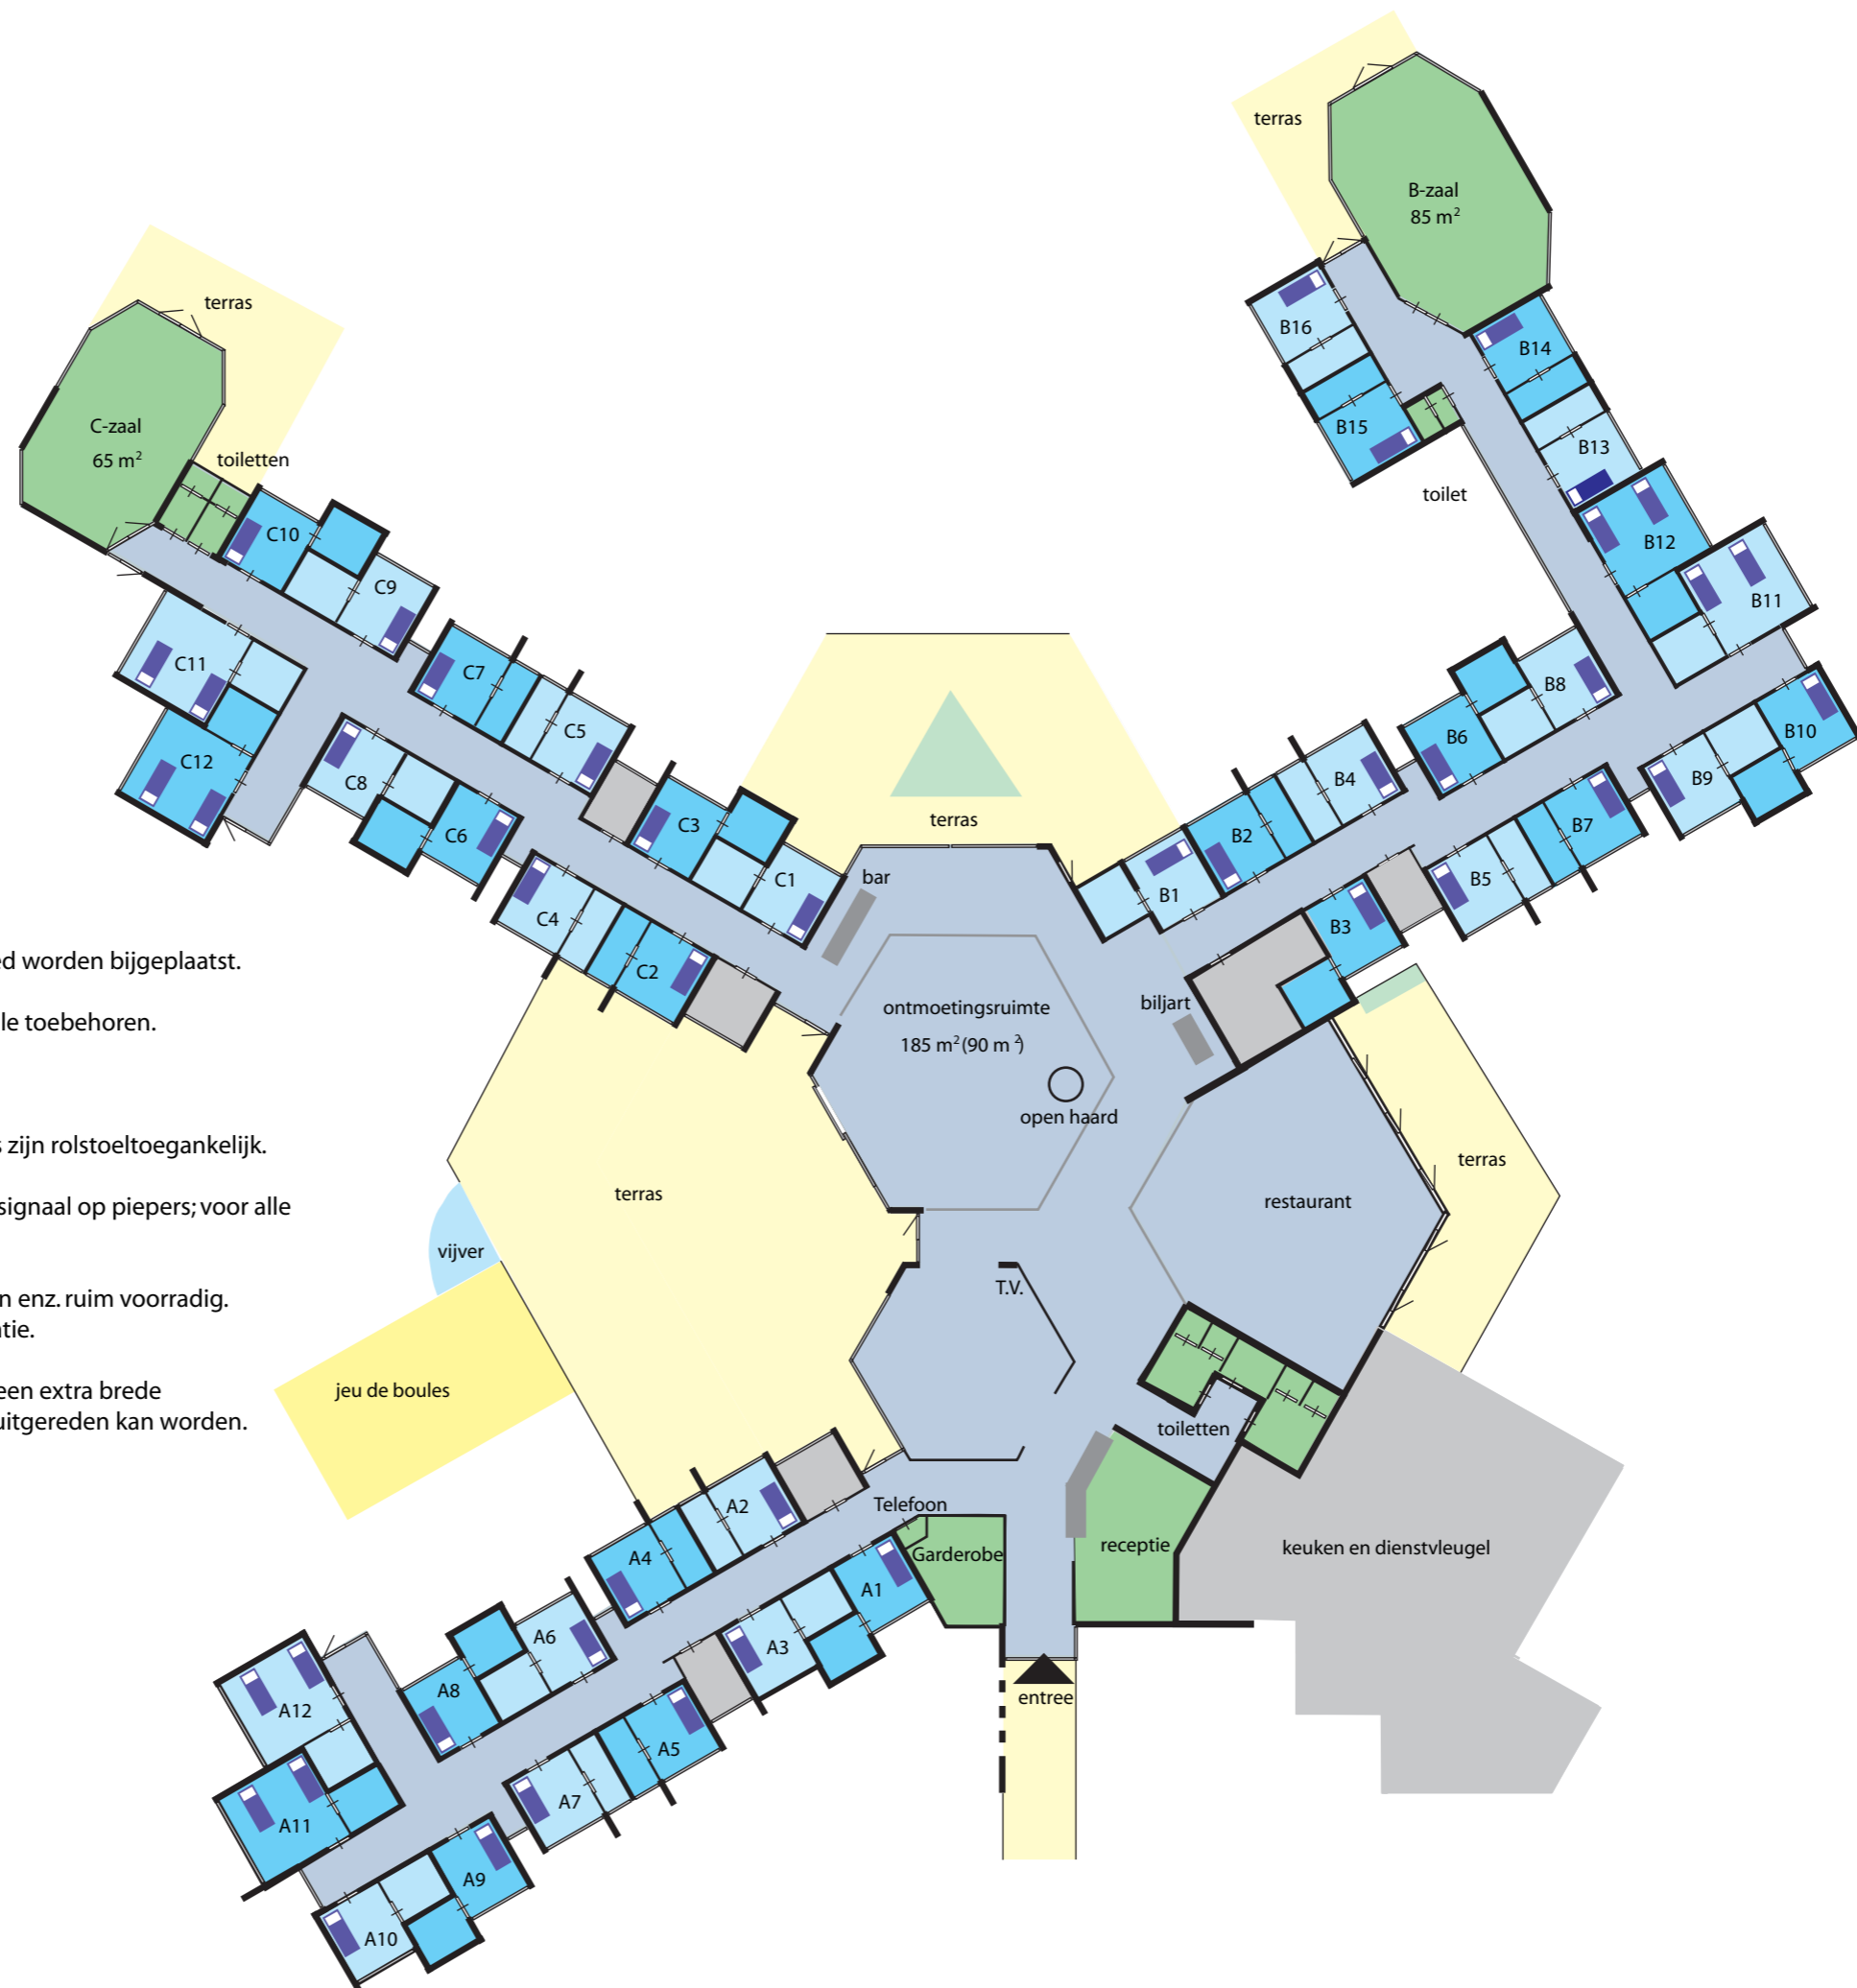 terras
B-zaal
85 m²
B16
B14
B15
B13
toilet
B12
B11
terras
C-zaal
65 m²
toiletten
C10
C9
C11
C7
C12
C5
C8
C6
C3
C1
C4
C2
bar
terras
B8
B10
B6
B9
B4
B7
B2
B5
B1
B3
ed worden bijgeplaatst.
lle toebehoren.
s zijn rolstoeltoegankelijk.
signaal op piepers; voor alle
n enz. ruim voorradig.
tie.
een extra brede
uitgereden kan worden.
ontmoetingsruimte
185 m² (90 m²)
biljart
open haard
terras
restaurant
terras
vijver
T.V.
jeu de boules
toiletten
Telefoon
Garderobe
receptie
keuken en dienstvleugel
A2
A4
A1
A3
A6
A8
A5
A12
A7
A11
A9
A10
entree